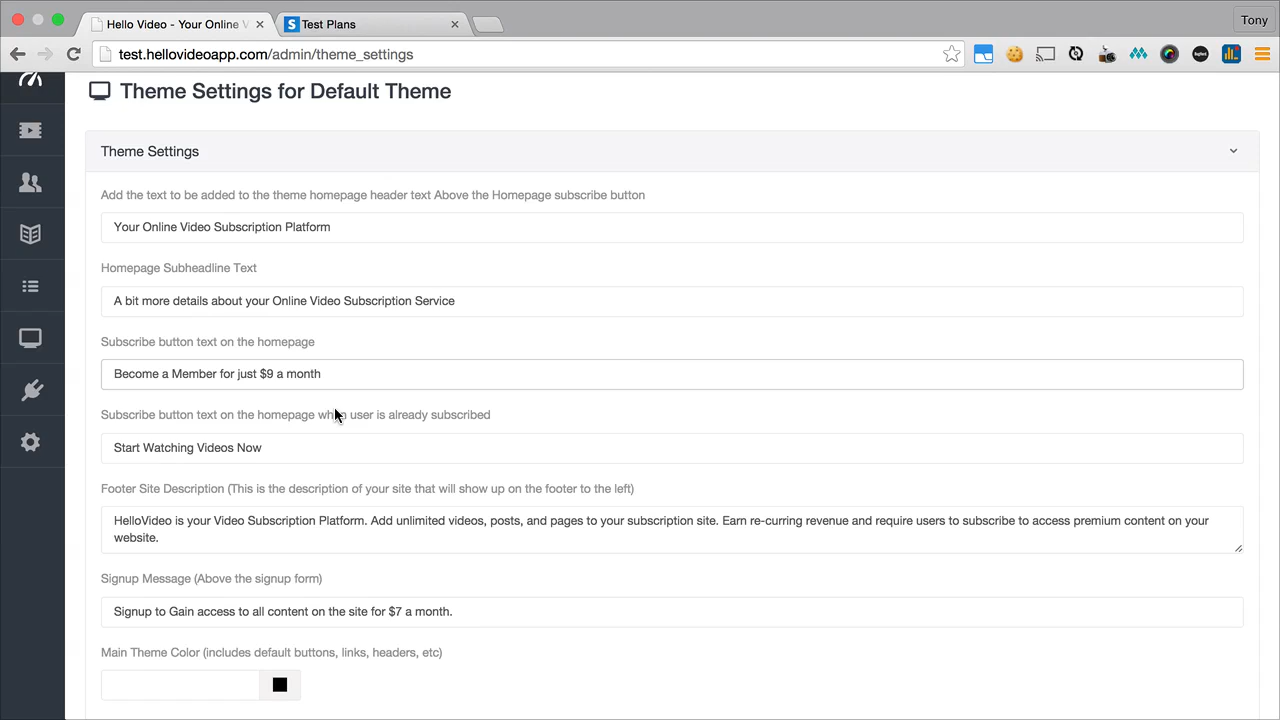 Hello Video - Your Online V
Test Plans
Tony
test.hellovideoapp.com/admin/theme_settings
Theme Settings for Default Theme
Theme Settings
Add the text to be added to the theme homepage header text Above the Homepage subscribe button
Your Online Video Subscription Platform
Homepage Subheadline Text
A bit more details about your Online Video Subscription Service
Subscribe button text on the homepage
Become a Member for just $9 a month
Subscribe button text on the homepage when user is already subscribed
Start Watching Videos Now
Footer Site Description (This is the description of your site that will show up on the footer to the left)
HelloVideo is your Video Subscription Platform. Add unlimited videos, posts, and pages to your subscription site. Earn re-curring revenue and require users to subscribe to access premium content on your
website.
Signup Message (Above the signup form)
Signup to Gain access to all content on the site for $7 a month.
Main Theme Color (includes default buttons, links, headers, etc)